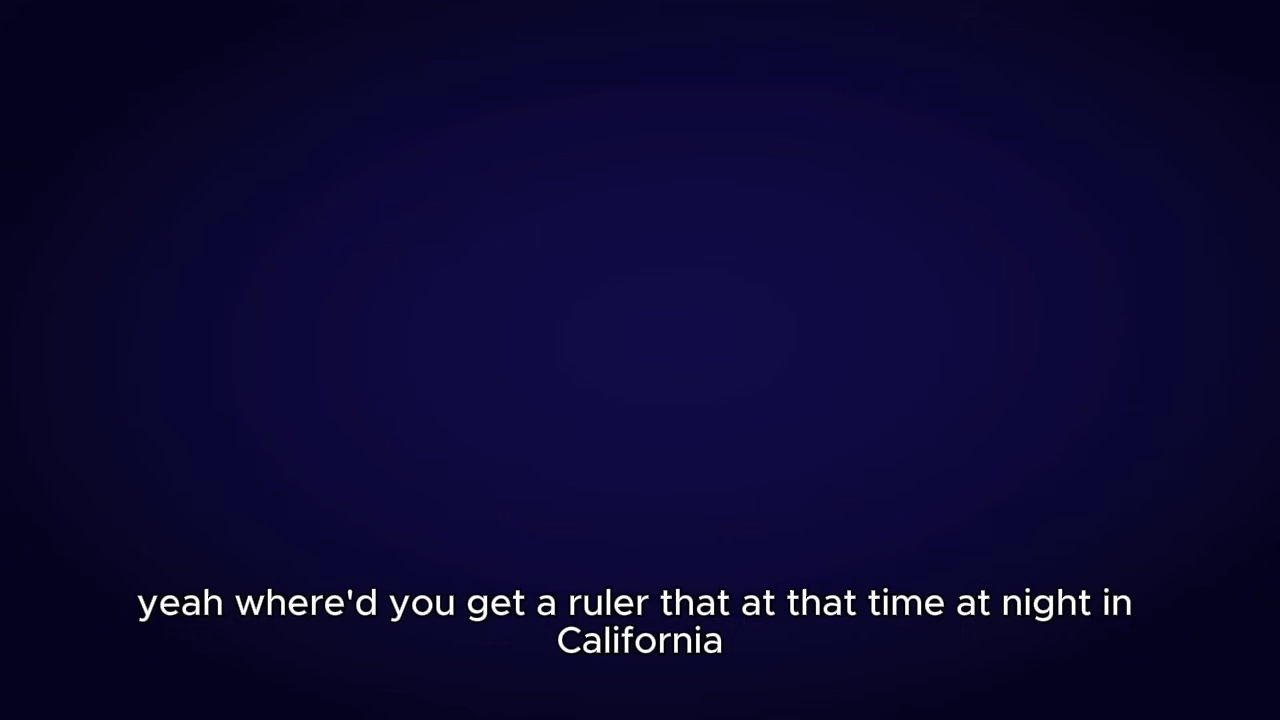 yeah where'd you get a ruler that at that time at night in
California